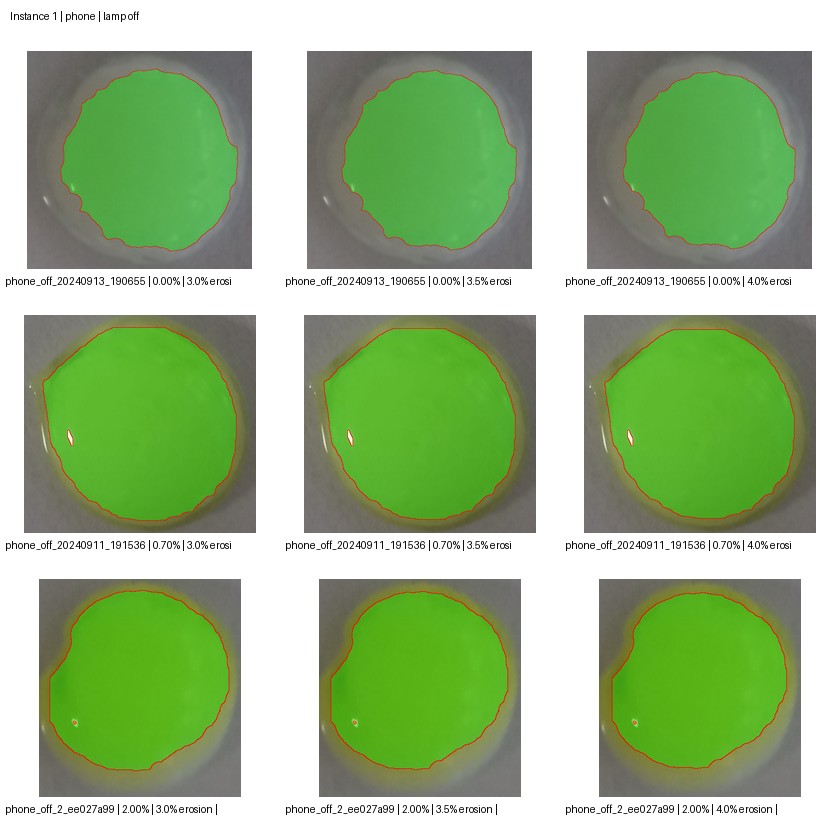 Instance 1 | phone | lamp off
phone_off_20240913_190655 | 0.00% | 3.0% erosi
phone_off_20240913_190655 | 0.00% | 3.5% erosi
phone_off_20240913_190655 | 0.00% | 4.0% erosi
phone_off_20240911_191536 | 0.70% | 3.0% erosi
phone_off_20240911_191536 | 0.70% | 3.5% erosi
phone_off_20240911_191536 | 0.70% | 4.0% erosi
phone_off_2_ee027a99 | 2.00% | 3.0% erosion |
phone_off_2_ee027a99 | 2.00% | 3.5% erosion |
phone_off_2_ee027a99 | 2.00% | 4.0% erosion |